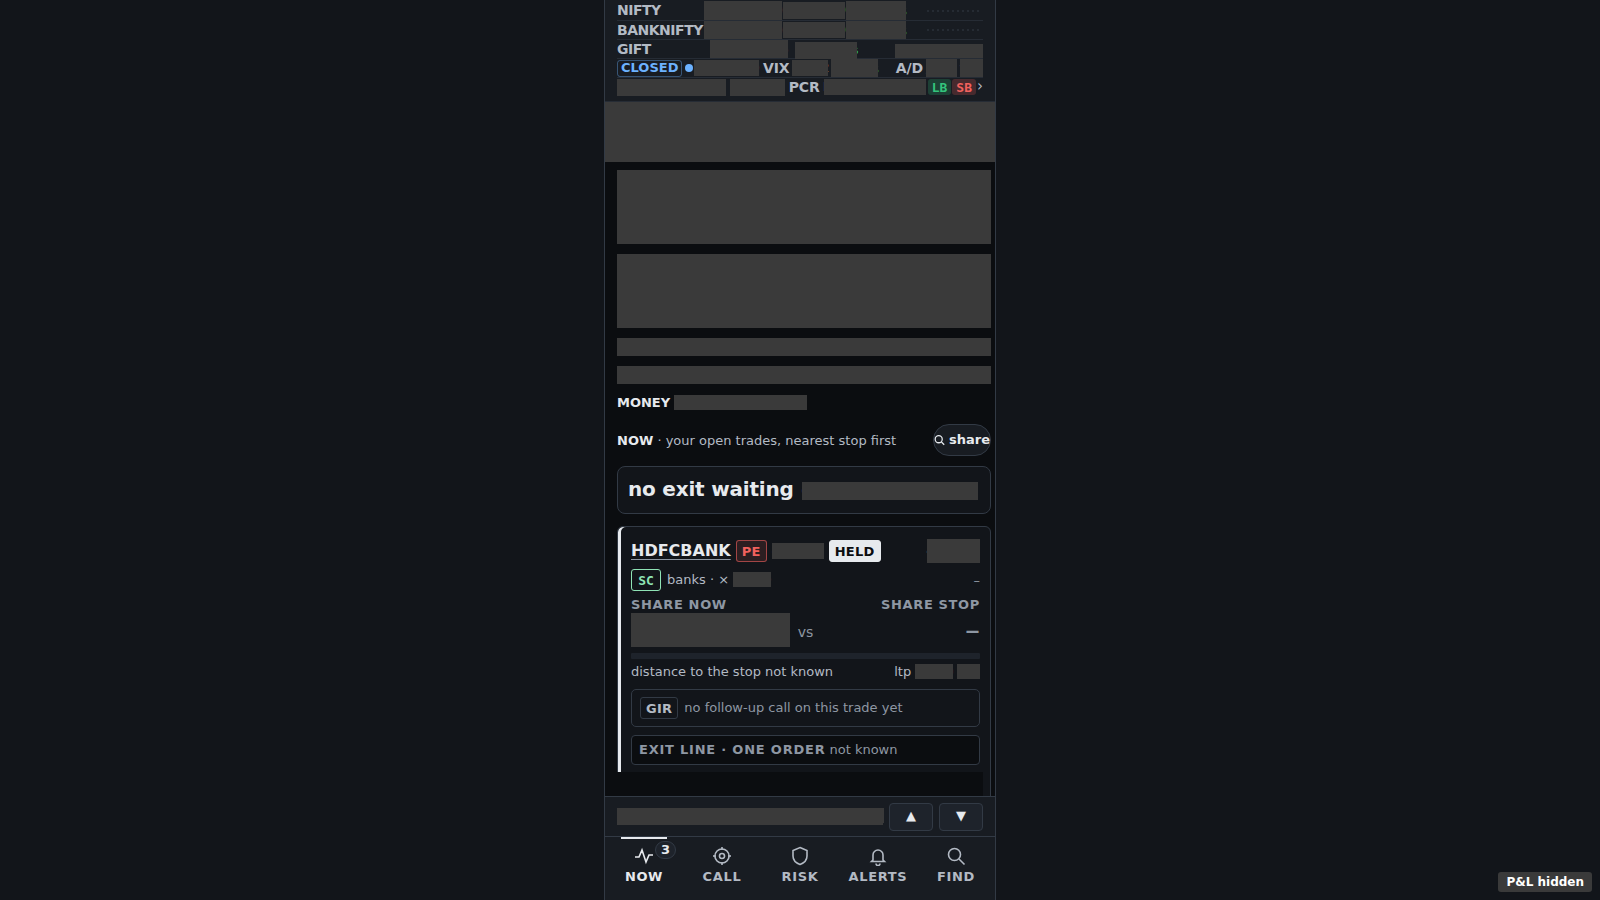 NIFTY
BANKNIFTY
GIFT
CLOSED VIX A/D
PCR LB SB ›
MONEY
NOW · your open trades, nearest stop first share
no exit waiting
HDFCBANK PE HELD
SC banks · × –
SHARE NOW SHARE STOP
vs —
distance to the stop not known ltp
GIR no follow-up call on this trade yet
EXIT LINE · ONE ORDER not known
▲ ▼
3
NOW CALL RISK ALERTS FIND
P&L hidden